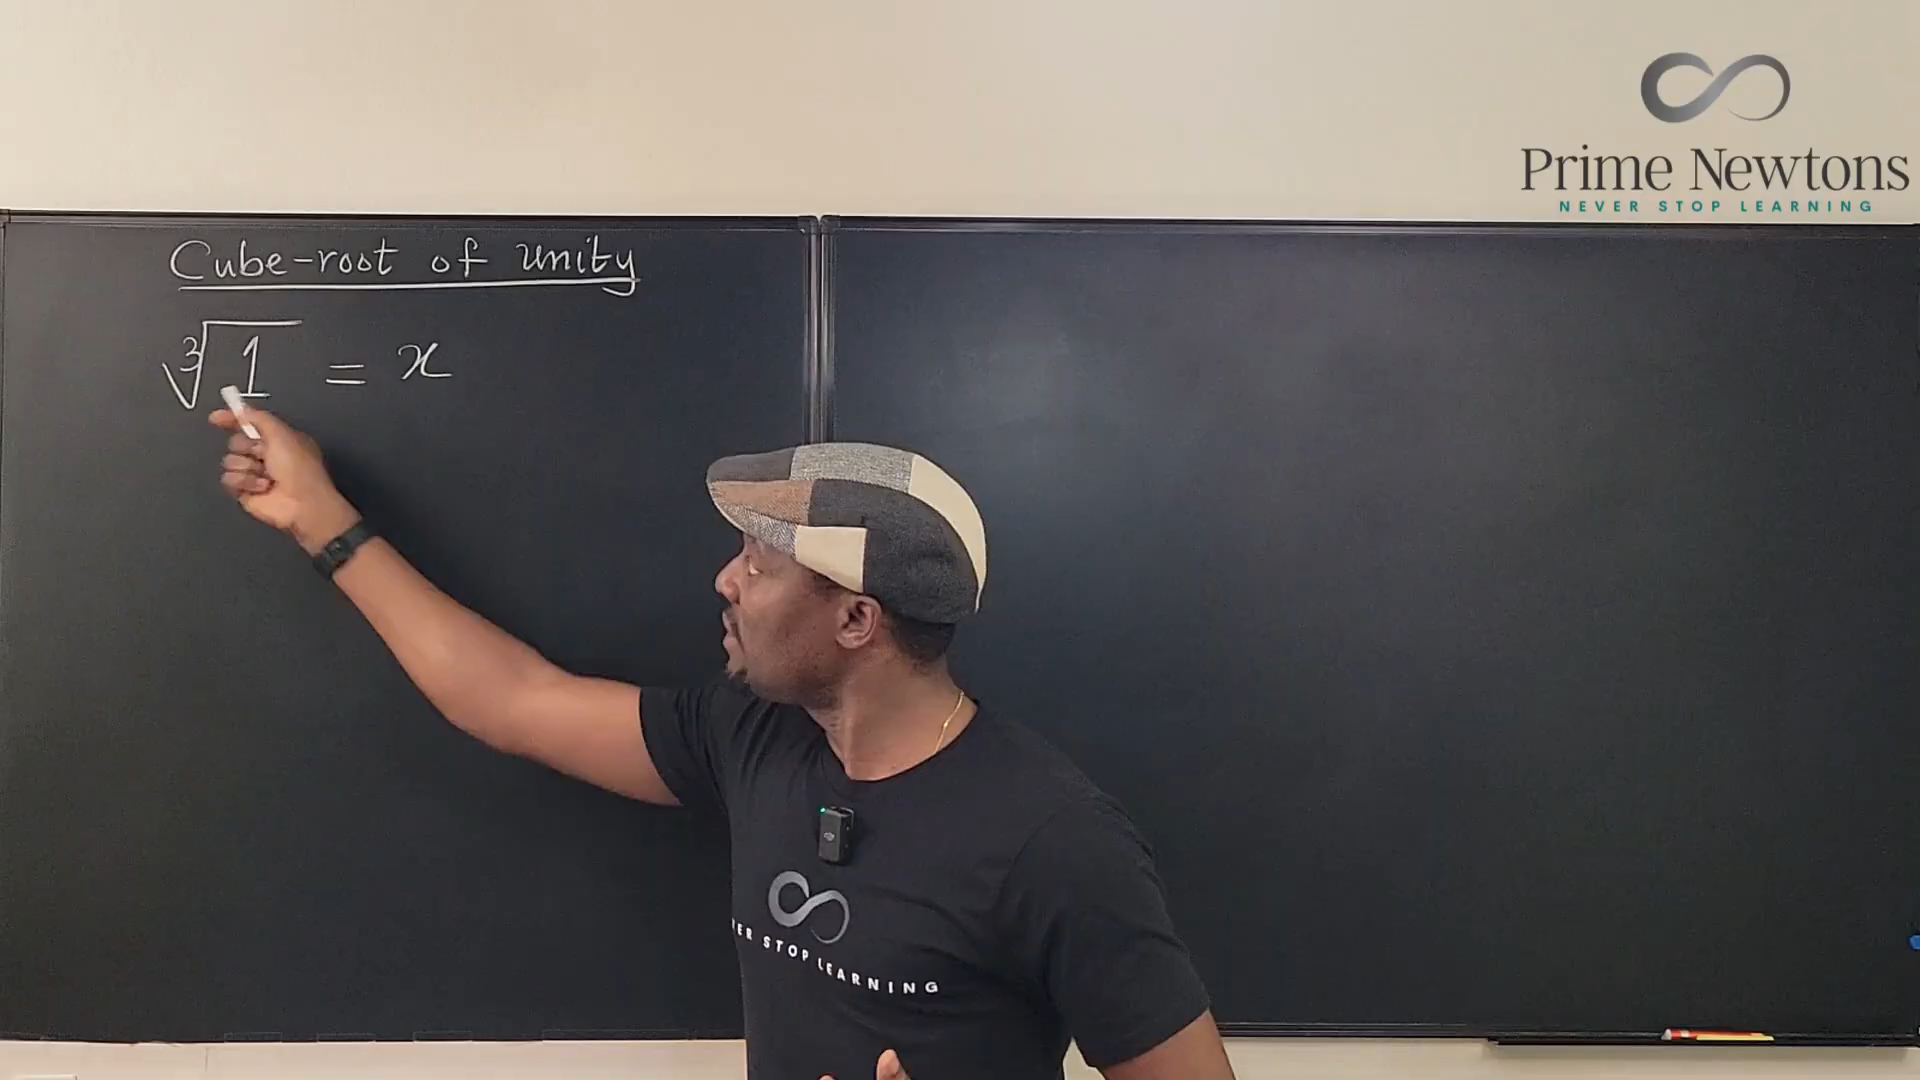 Prime Newtons
NEVER STOP LEARNING
Cube-root of unity
∛1 = x
STOP LEARNING